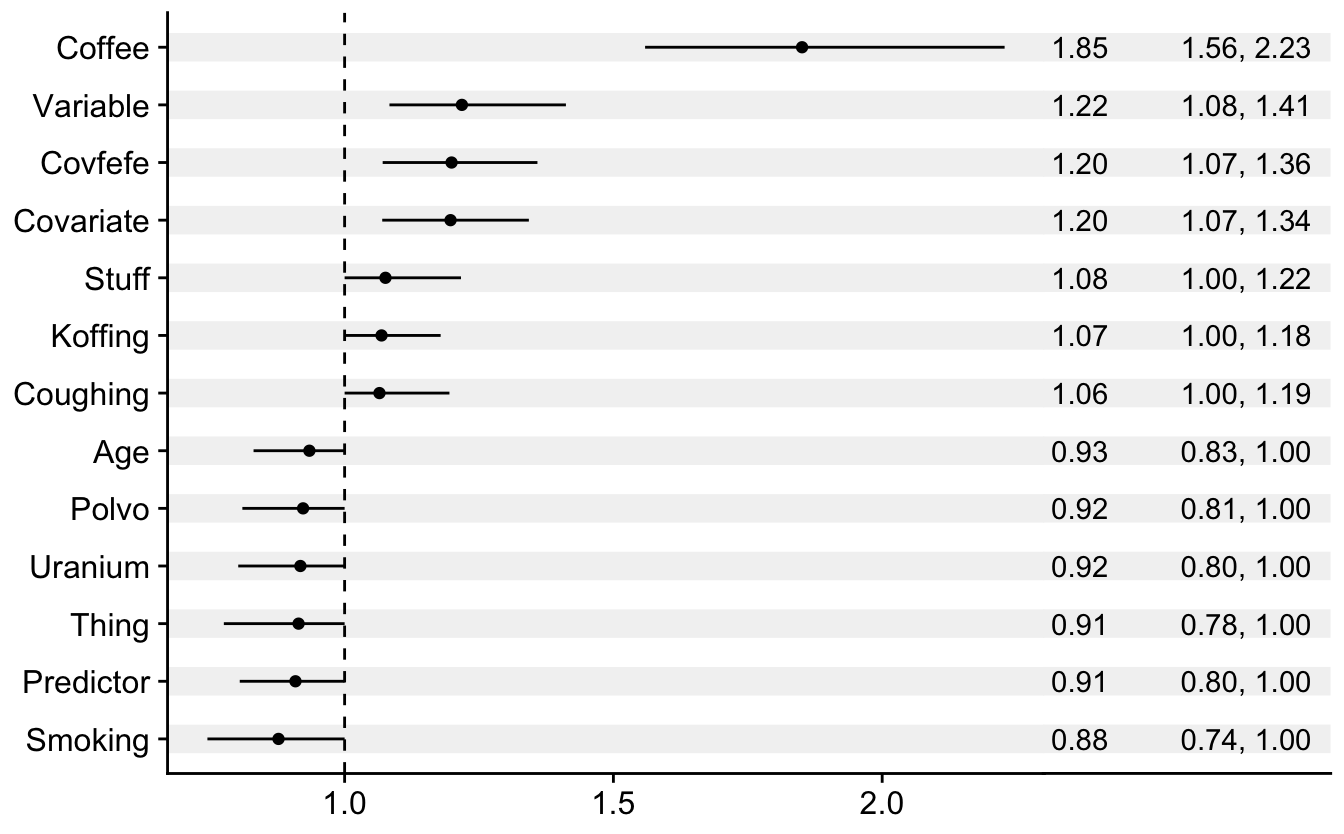 Coffee 1.85 1.56, 2.23
Variable 1.22 1.08, 1.41
Covfefe 1.20 1.07, 1.36
Covariate 1.20 1.07, 1.34
Stuff 1.08 1.00, 1.22
Koffing 1.07 1.00, 1.18
Coughing 1.06 1.00, 1.19
Age 0.93 0.83, 1.00
Polvo 0.92 0.81, 1.00
Uranium 0.92 0.80, 1.00
Thing 0.91 0.78, 1.00
Predictor 0.91 0.80, 1.00
Smoking 0.88 0.74, 1.00
1.0 1.5 2.0